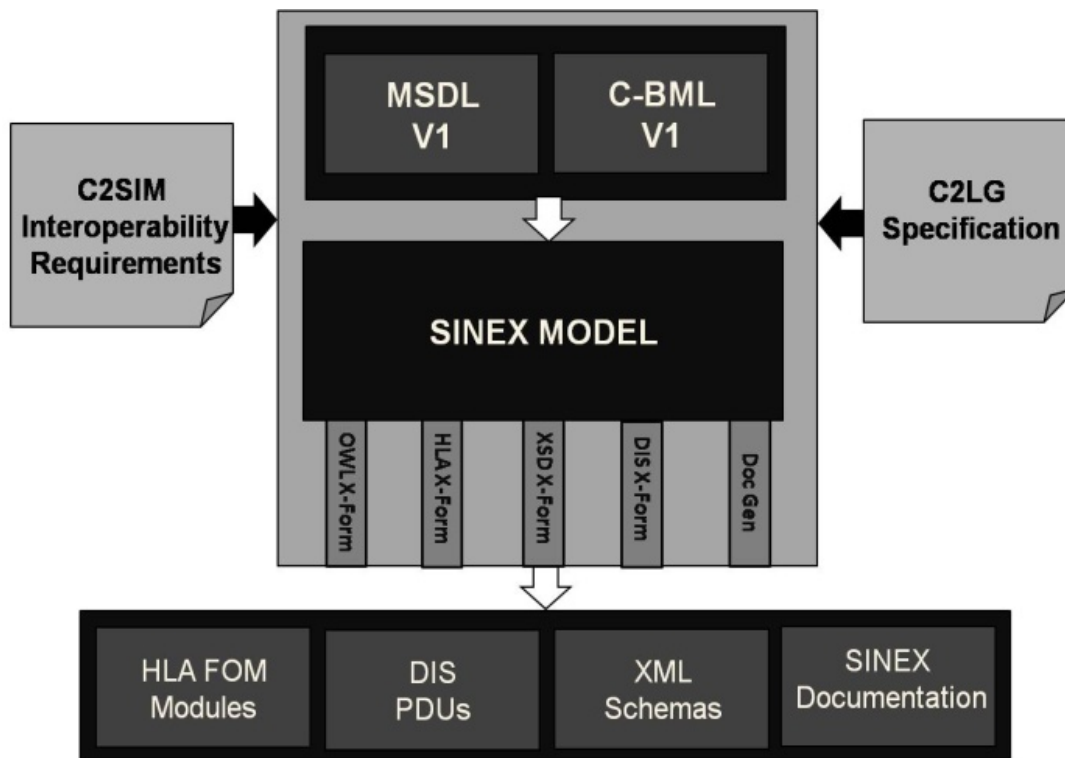 MSDL
V1
C-BML
V1
C2SIM
Interoperability
Requirements
C2LG
Specification
SINEX MODEL
OWL X-Form
HLA X-Form
XSD X-Form
DIS X-Form
Doc Gen
HLA FOM
Modules
DIS
PDUs
XML
Schemas
SINEX
Documentation